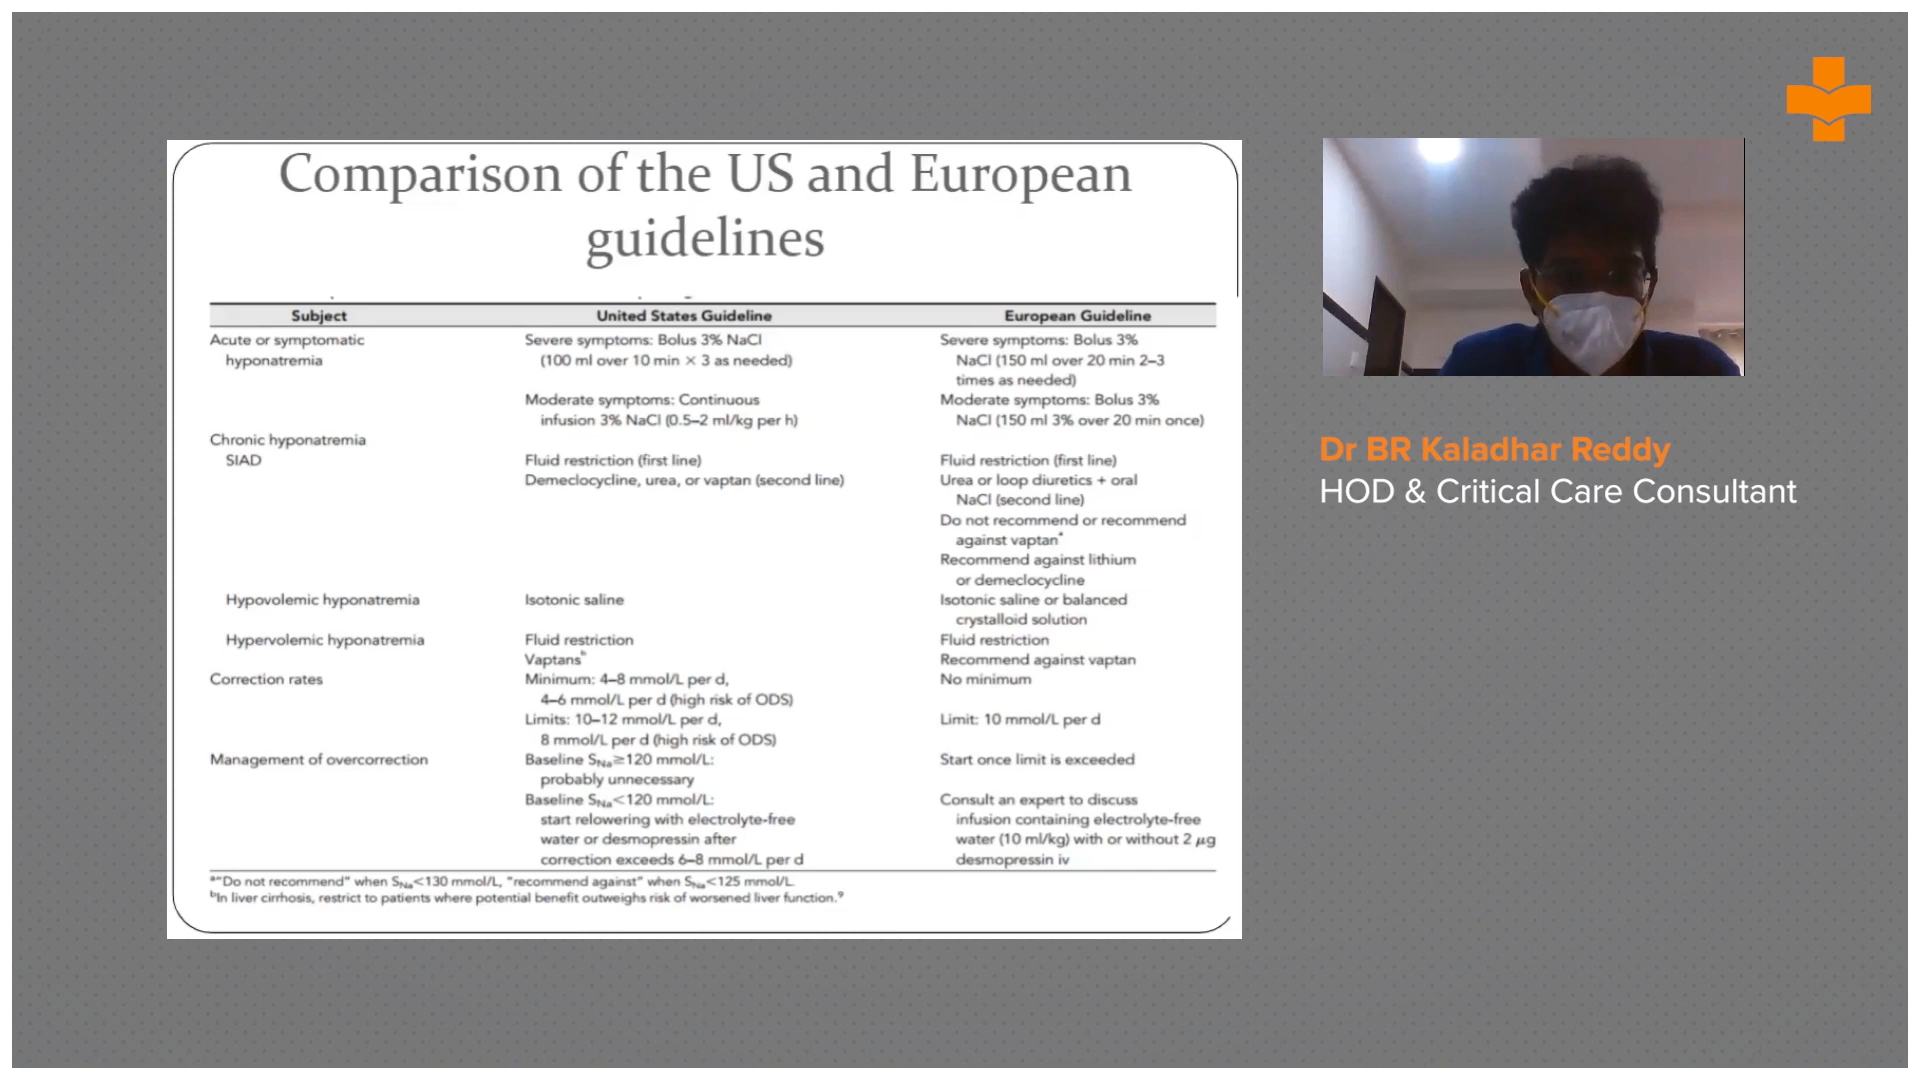 Comparison of the US and European
guidelines
Subject United States Guideline European Guideline
Acute or symptomatic Severe symptoms: Bolus 3% NaCl Severe symptoms: Bolus 3%
hyponatremia (100 ml over 10 min × 3 as needed) NaCl (150 ml over 20 min 2–3
times as needed)
Moderate symptoms: Continuous Moderate symptoms: Bolus 3%
infusion 3% NaCl (0.5–2 ml/kg per h) NaCl (150 ml 3% over 20 min once)
Chronic hyponatremia
SIAD Fluid restriction (first line) Fluid restriction (first line)
Demeclocycline, urea, or vaptan (second line) Urea or loop diuretics + oral
NaCl (second line)
Do not recommend or recommend
against vaptanª
Recommend against lithium
or demeclocycline
Hypovolemic hyponatremia Isotonic saline Isotonic saline or balanced
crystalloid solution
Hypervolemic hyponatremia Fluid restriction Fluid restriction
Vaptansᵇ Recommend against vaptan
Correction rates Minimum: 4–8 mmol/L per d, No minimum
4–6 mmol/L per d (high risk of ODS)
Limits: 10–12 mmol/L per d, Limit: 10 mmol/L per d
8 mmol/L per d (high risk of ODS)
Management of overcorrection Baseline SNa≥120 mmol/L: Start once limit is exceeded
probably unnecessary
Baseline SNa<120 mmol/L: Consult an expert to discuss
start relowering with electrolyte-free infusion containing electrolyte-free
water or desmopressin after water (10 ml/kg) with or without 2 μg
correction exceeds 6–8 mmol/L per d desmopressin iv
ª“Do not recommend” when SNa<130 mmol/L, “recommend against” when SNa<125 mmol/L.
ᵇIn liver cirrhosis, restrict to patients where potential benefit outweighs risk of worsened liver function.⁹
Dr BR Kaladhar Reddy
HOD & Critical Care Consultant